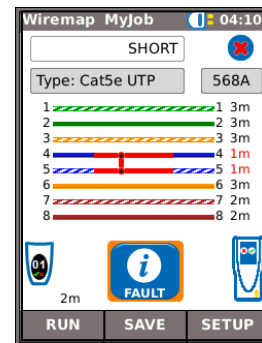 Wiremap MyJob 04:10
SHORT
Type: Cat5e UTP 568A
1 1 3m
2 2 3m
3 3 3m
4 4 1m
5 5 1m
6 6 3m
7 7 2m
8 8 2m
01
2m
i
FAULT
RUN SAVE SETUP